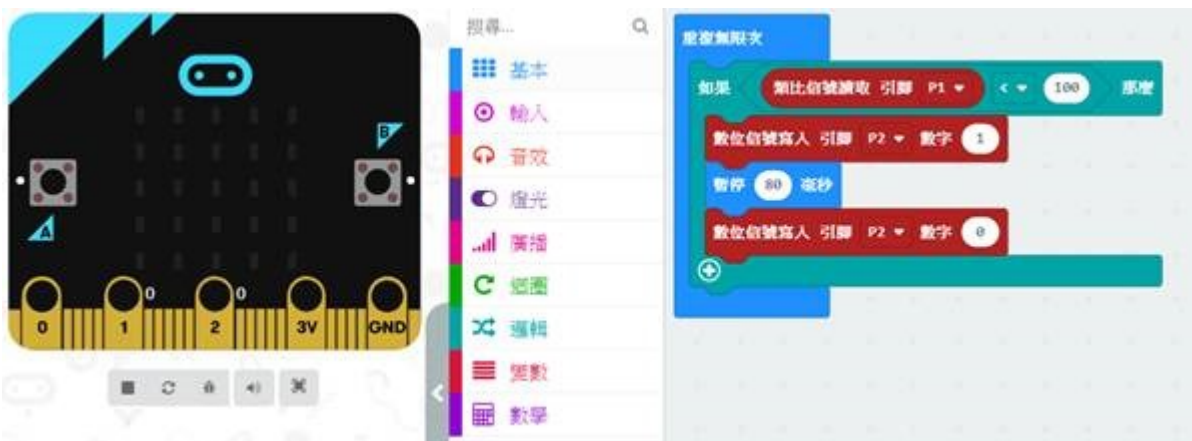 B
A
0
0
0
1
2
3V
GND
搜尋...
基本
輸入
音效
燈光
廣播
迴圈
邏輯
變數
數學
重複無限次
如果 類比信號讀取 引腳 P1 < 100 那麼
數位信號寫入 引腳 P2 數字 1
暫停 80 毫秒
數位信號寫入 引腳 P2 數字 0